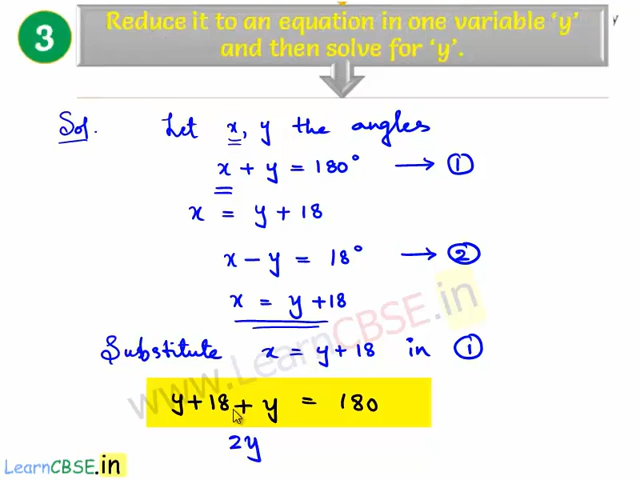 3
Reduce it to an equation in one variable ‘y’
and then solve for ‘y’.
y
Sol. Let x, y the angles
x + y = 180° → ①
x = y + 18
x - y = 18° → ②
x = y + 18
Substitute x = y + 18 in ①
y + 18 + y = 180
2y
www.LearnCBSE.in
LearnCBSE.in